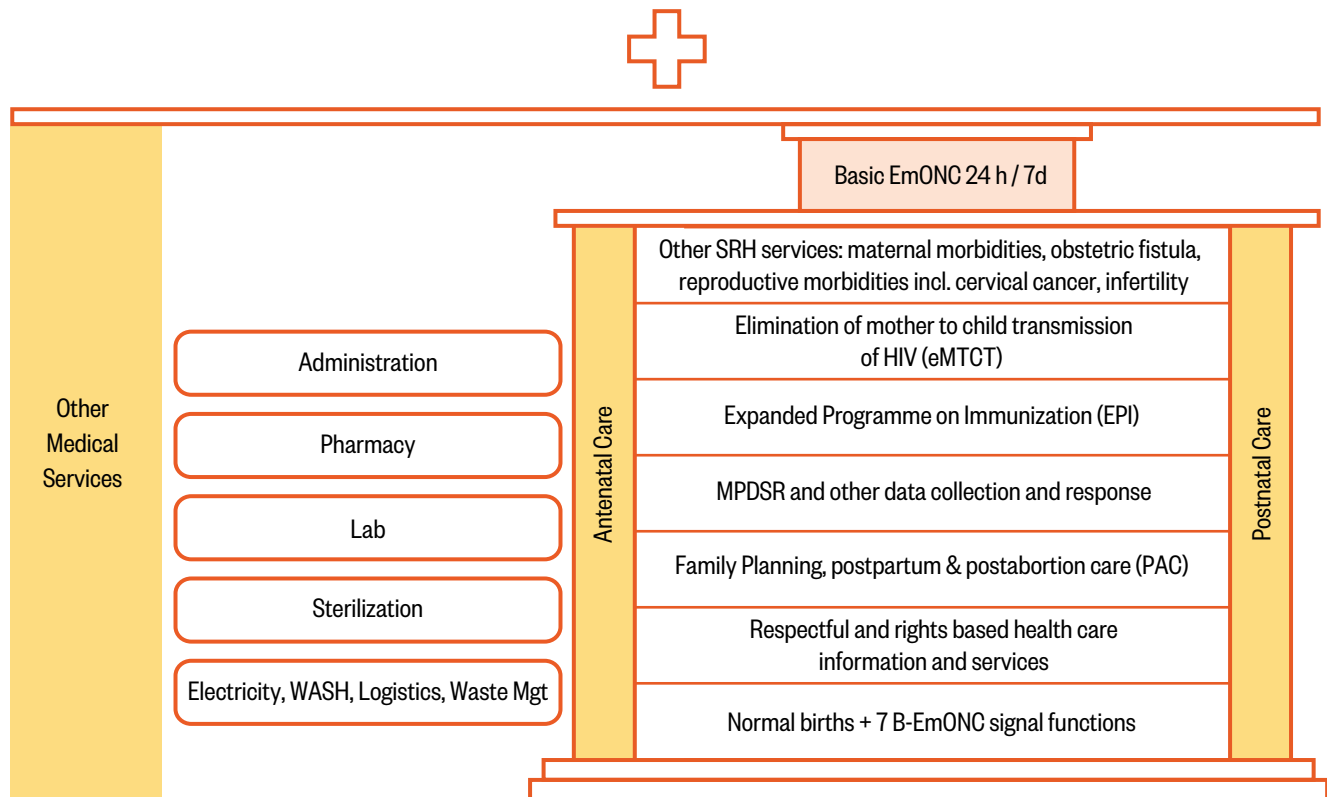 Basic EmONC 24 h / 7d
Other
Medical
Services
Administration
Pharmacy
Lab
Sterilization
Electricity, WASH, Logistics, Waste Mgt
Antenatal Care
Other SRH services: maternal morbidities, obstetric fistula,
reproductive morbidities incl. cervical cancer, infertility
Elimination of mother to child transmission
of HIV (eMTCT)
Expanded Programme on Immunization (EPI)
MPDSR and other data collection and response
Family Planning, postpartum & postabortion care (PAC)
Respectful and rights based health care
information and services
Normal births + 7 B-EmONC signal functions
Postnatal Care